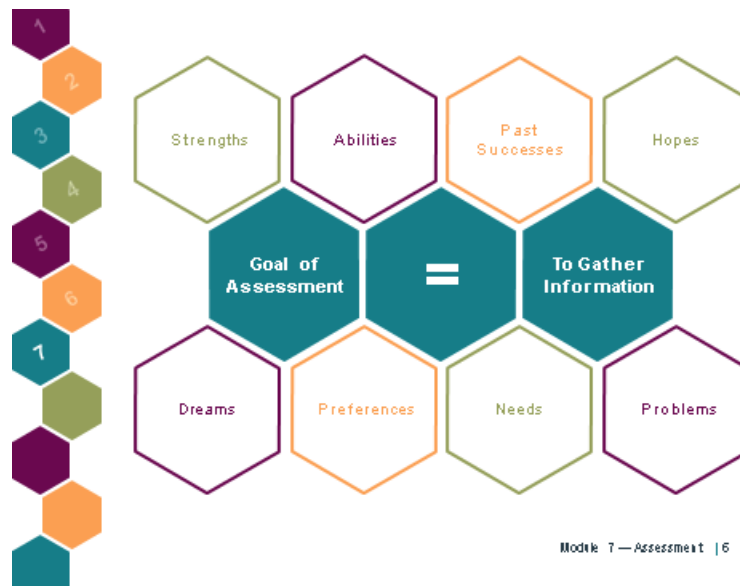 1
2
3
4
5
6
7
Strengths
Abilities
Past
Successes
Hopes
Goal of
Assessment
=
To Gather
Information
Dreams
Preferences
Needs
Problems
Module 7 — Assessment | 6